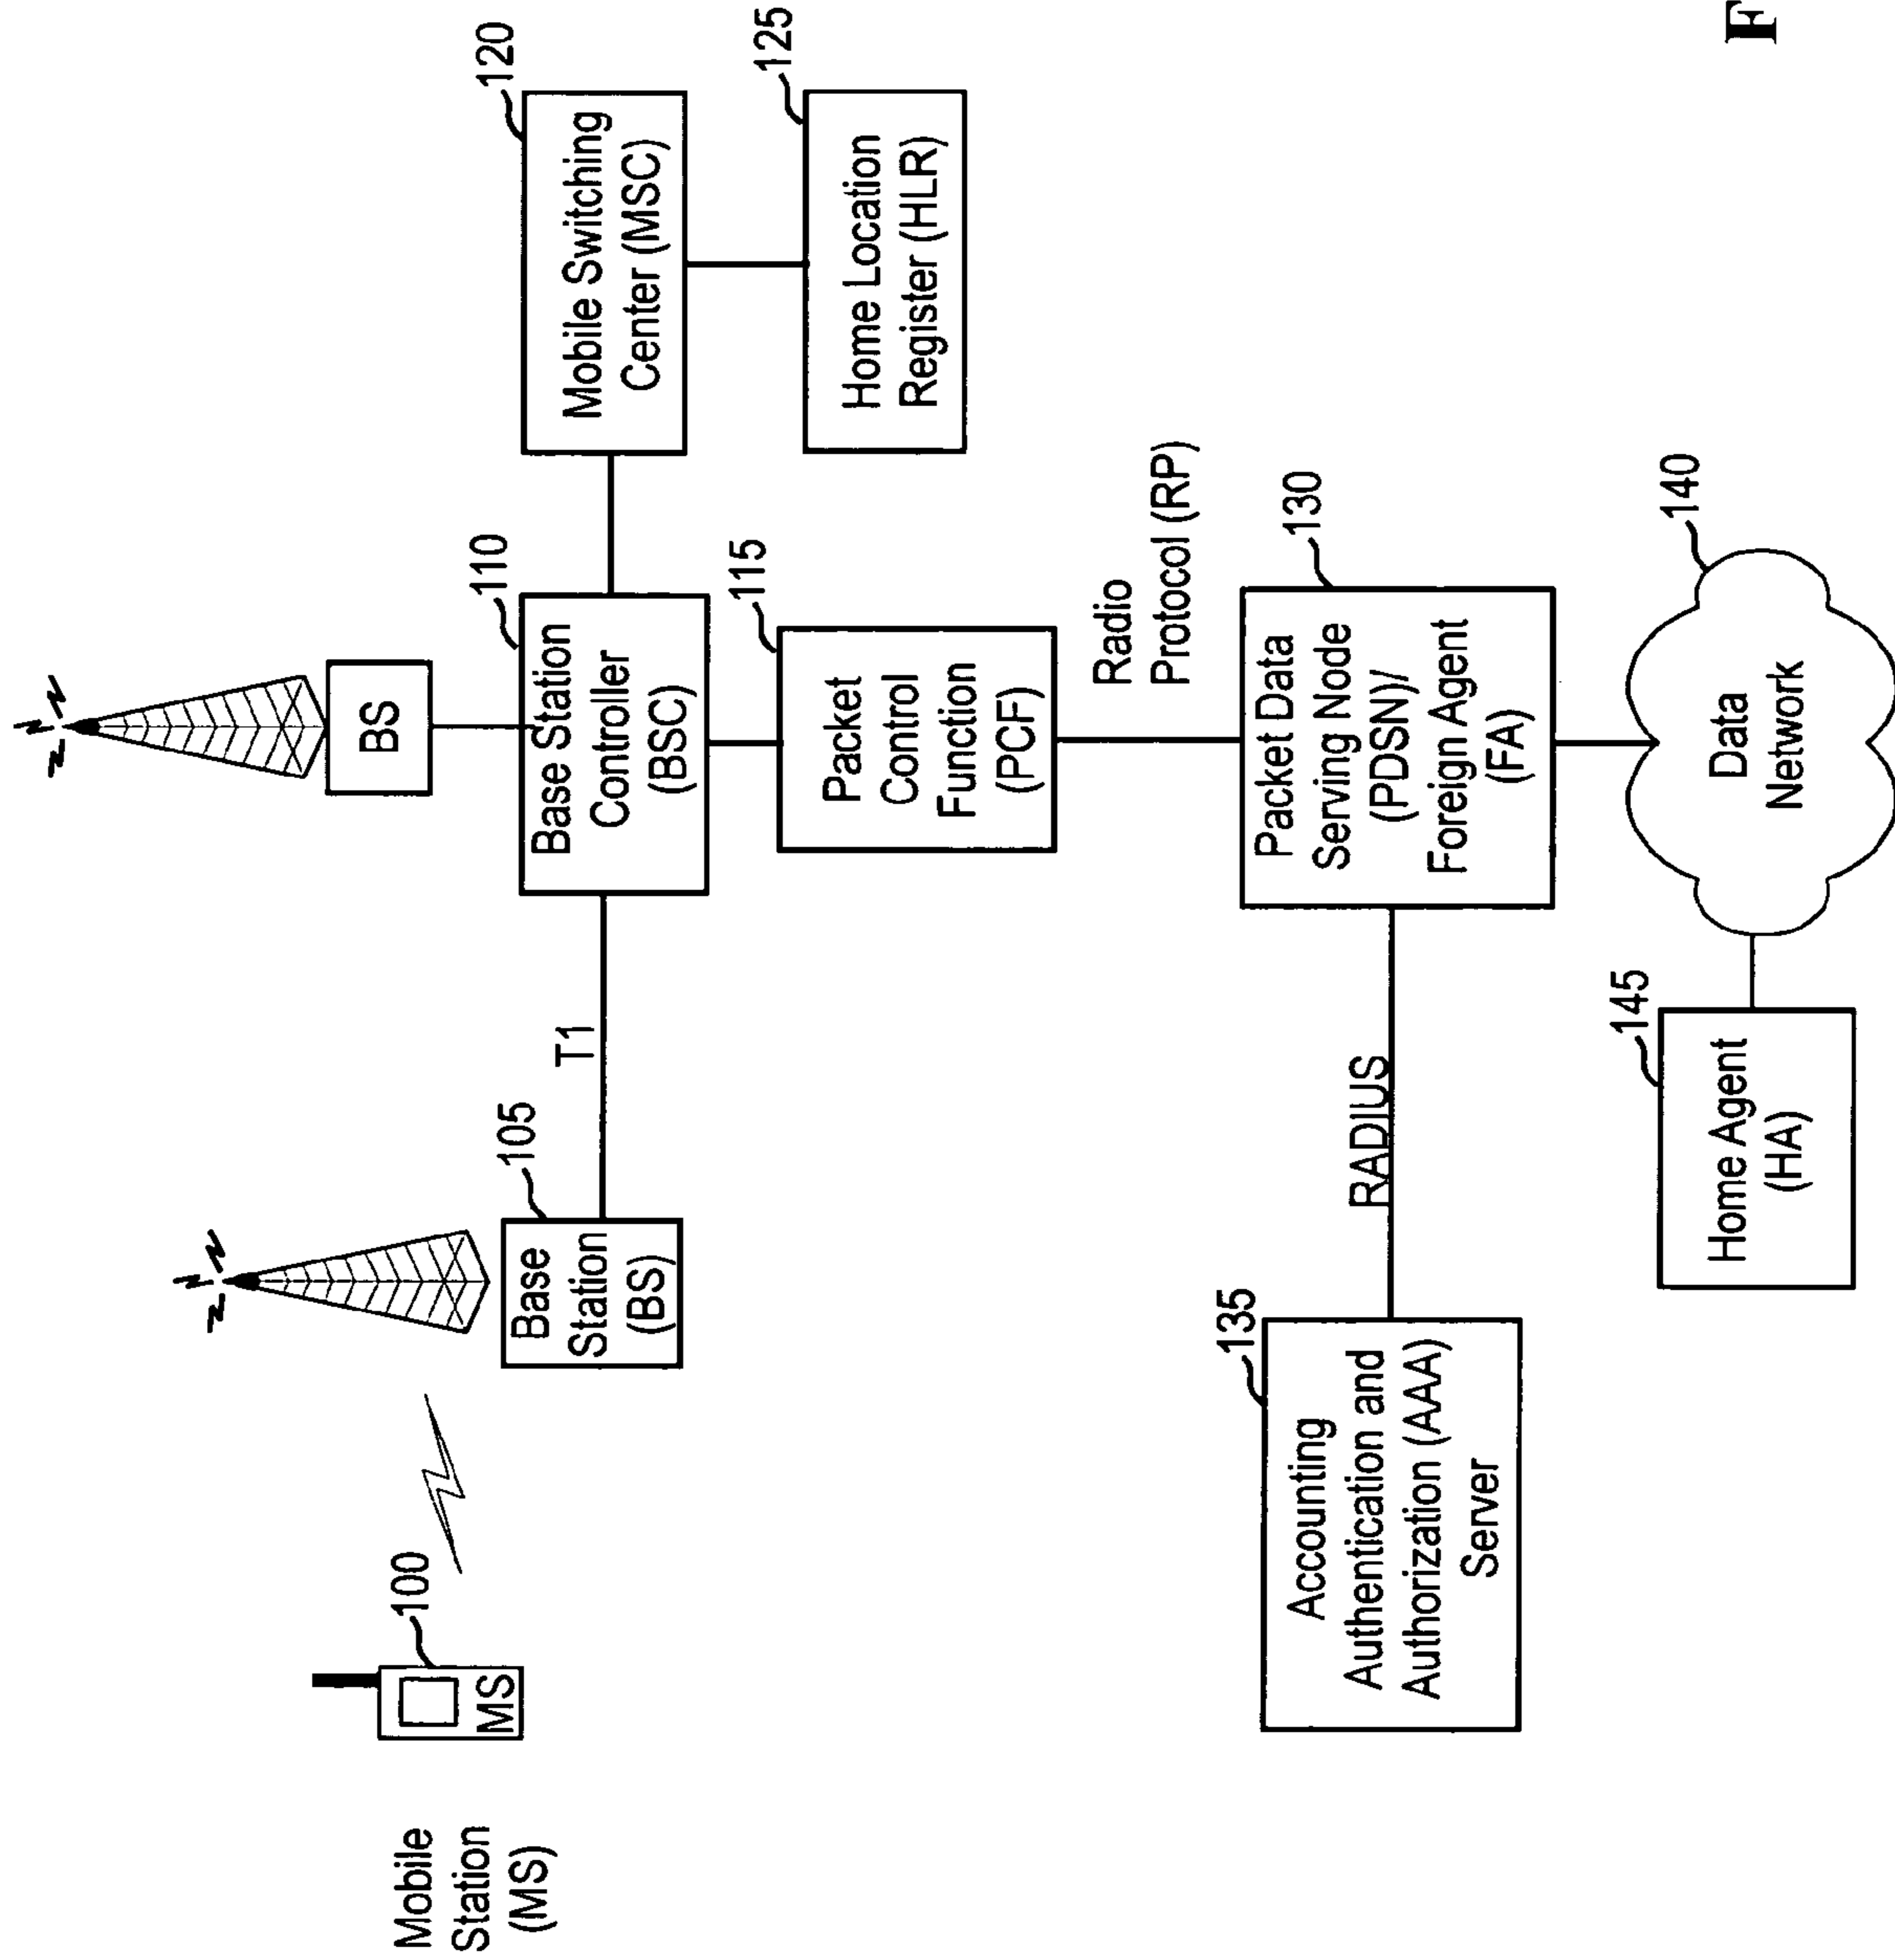 BS
Mobile
Station
(MS)
100
MS
105
Base
Station
(BS)
T1
110
Base Station
Controller
(BSC)
120
Mobile Switching
Center (MSC)
115
Packet
Control
Function
(PCF)
125
Home Location
Register (HLR)
Radio
Protocol (RP)
135
Accounting
Authentication and
Authorization (AAA)
Server
RADIUS
130
Packet Data
Serving Node
(PDSN)/
Foreign Agent
(FA)
145
Home Agent
(HA)
140
Data
Network
F